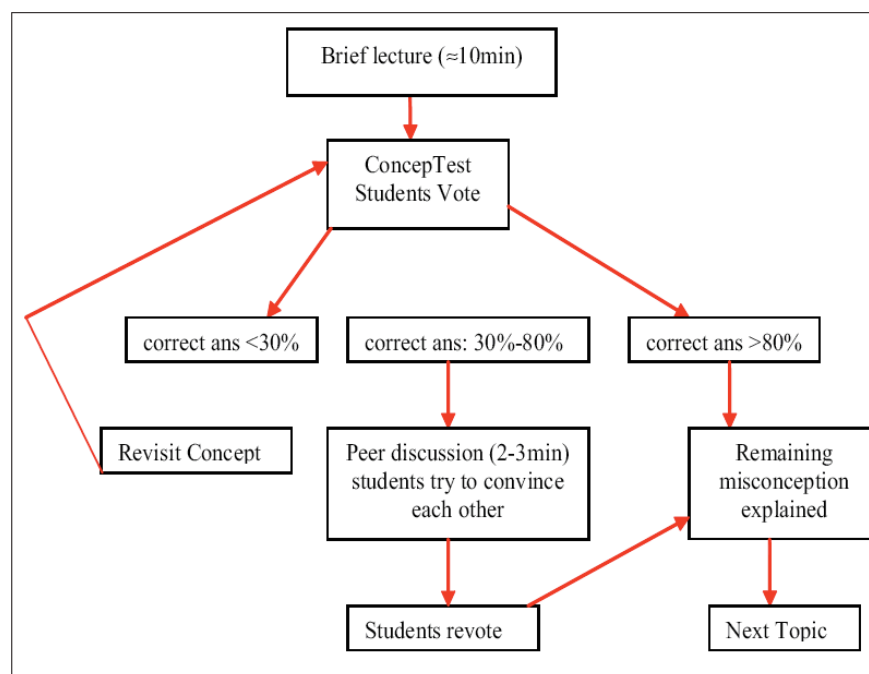 Brief lecture (≈10min)
ConcepTest
Students Vote
correct ans <30%
correct ans: 30%-80%
correct ans >80%
Revisit Concept
Peer discussion (2-3min)
students try to convince
each other
Remaining
misconception
explained
Students revote
Next Topic